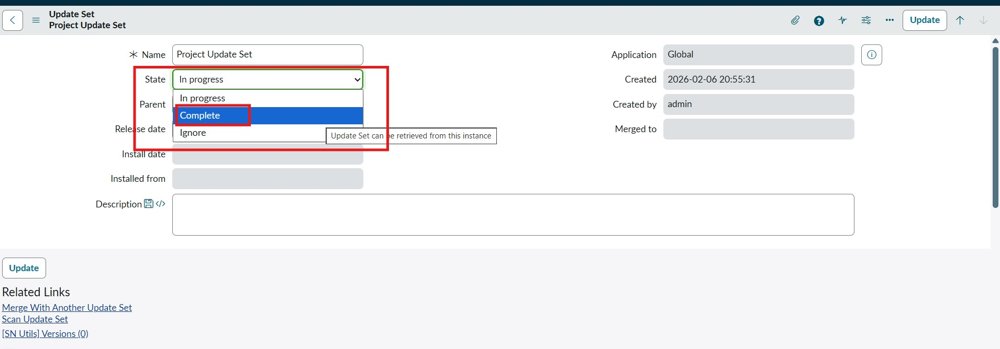 Update Set
Project Update Set
Update
Name
Project Update Set
Application
Global
State
In progress
Created
2026-02-06 20:55:31
In progress
Parent
Complete
Created by
admin
Release date
Ignore
Update Set can be retrieved from this instance
Merged to
Install date
Installed from
Description
Update
Related Links
Merge With Another Update Set
Scan Update Set
[SN Utils] Versions (0)